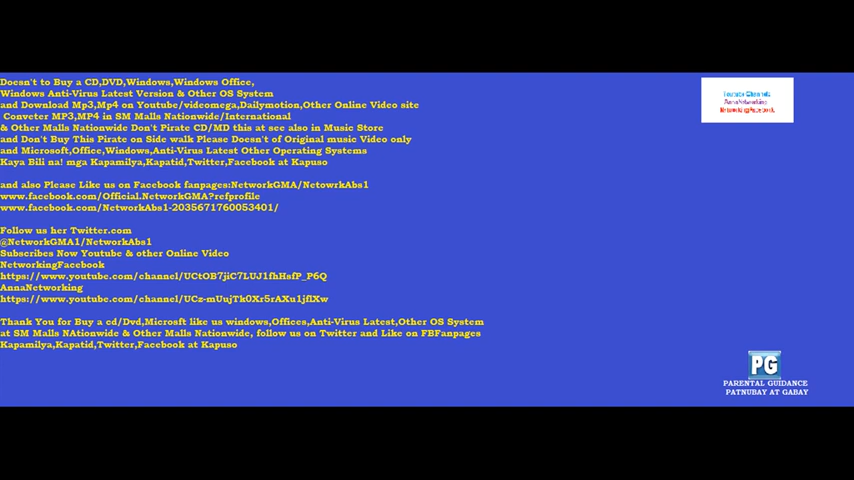 Doesn't to Buy a CD,DVD,Windows,Windows Office,
Windows Anti-Virus Latest Version & Other OS System
and Download Mp3,Mp4 on Youtube/videomega,Dailymotion,Other Online Video site
Conveter MP3,MP4 in SM Malls Nationwide/International
& Other Malls Nationwide Don't Pirate CD/MD this at see also in Music Store
and Don't Buy This Pirate on Side walk Please Doesn't of Original music Video only
and Microsoft,Office,Windows,Anti-Virus Latest Other Operating Systems
Kaya Bili na! mga Kapamilya,Kapatid,Twitter,Facebook at Kapuso
and also Please Like us on Facebook fanpages:NetworkGMA/NetowrkAbs1
www.facebook.com/Official.NetworkGMA?refprofile
www.facebook.com/NetworkAbs1-2035671760053401/
Follow us her Twitter.com
@NetworkGMA1/NetworkAbs1
Subscribes Now Youtube & other Online Video
NetworkingFacebook
https://www.youtube.com/channel/UCtOB7jiC7LUJ1fhHsfP_P6Q
AnnaNetworking
https://www.youtube.com/channel/UCz-mUujTk0Xr5rAXu1jflXw
Thank You for Buy a cd/Dvd,Microsft like us windows,Offices,Anti-Virus Latest,Other OS System
at SM Malls NAtionwide & Other Malls Nationwide, follow us on Twitter and Like on FBFanpages
Kapamilya,Kapatid,Twitter,Facebook at Kapuso
Youtube Channels
AnnaNetworking
NetworkingFacebook
PG
PARENTAL GUIDANCE
PATNUBAY AT GABAY